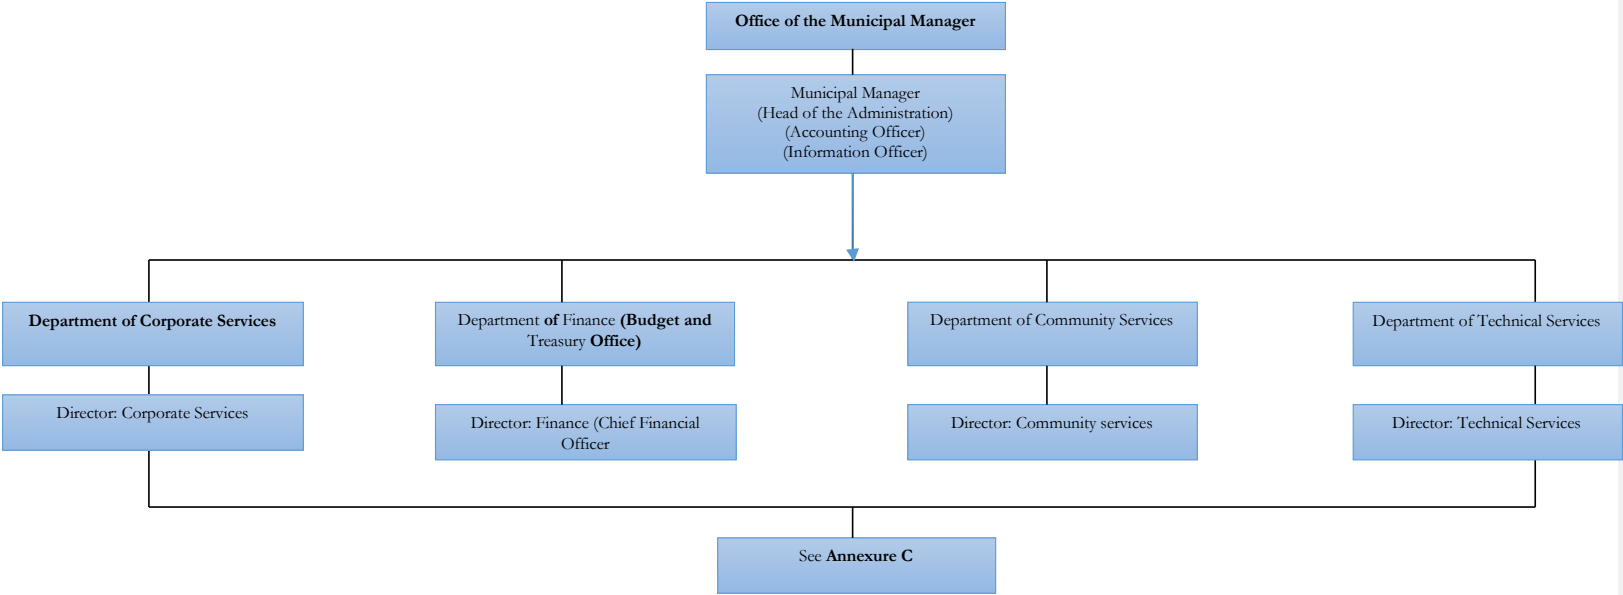 Office of the Municipal Manager
Municipal Manager
(Head of the Administration)
(Accounting Officer)
(Information Officer)
Department of Corporate Services
Department of Finance (Budget and
Treasury Office)
Department of Community Services
Department of Technical Services
Director: Corporate Services
Director: Finance (Chief Financial
Officer
Director: Community services
Director: Technical Services
See Annexure C